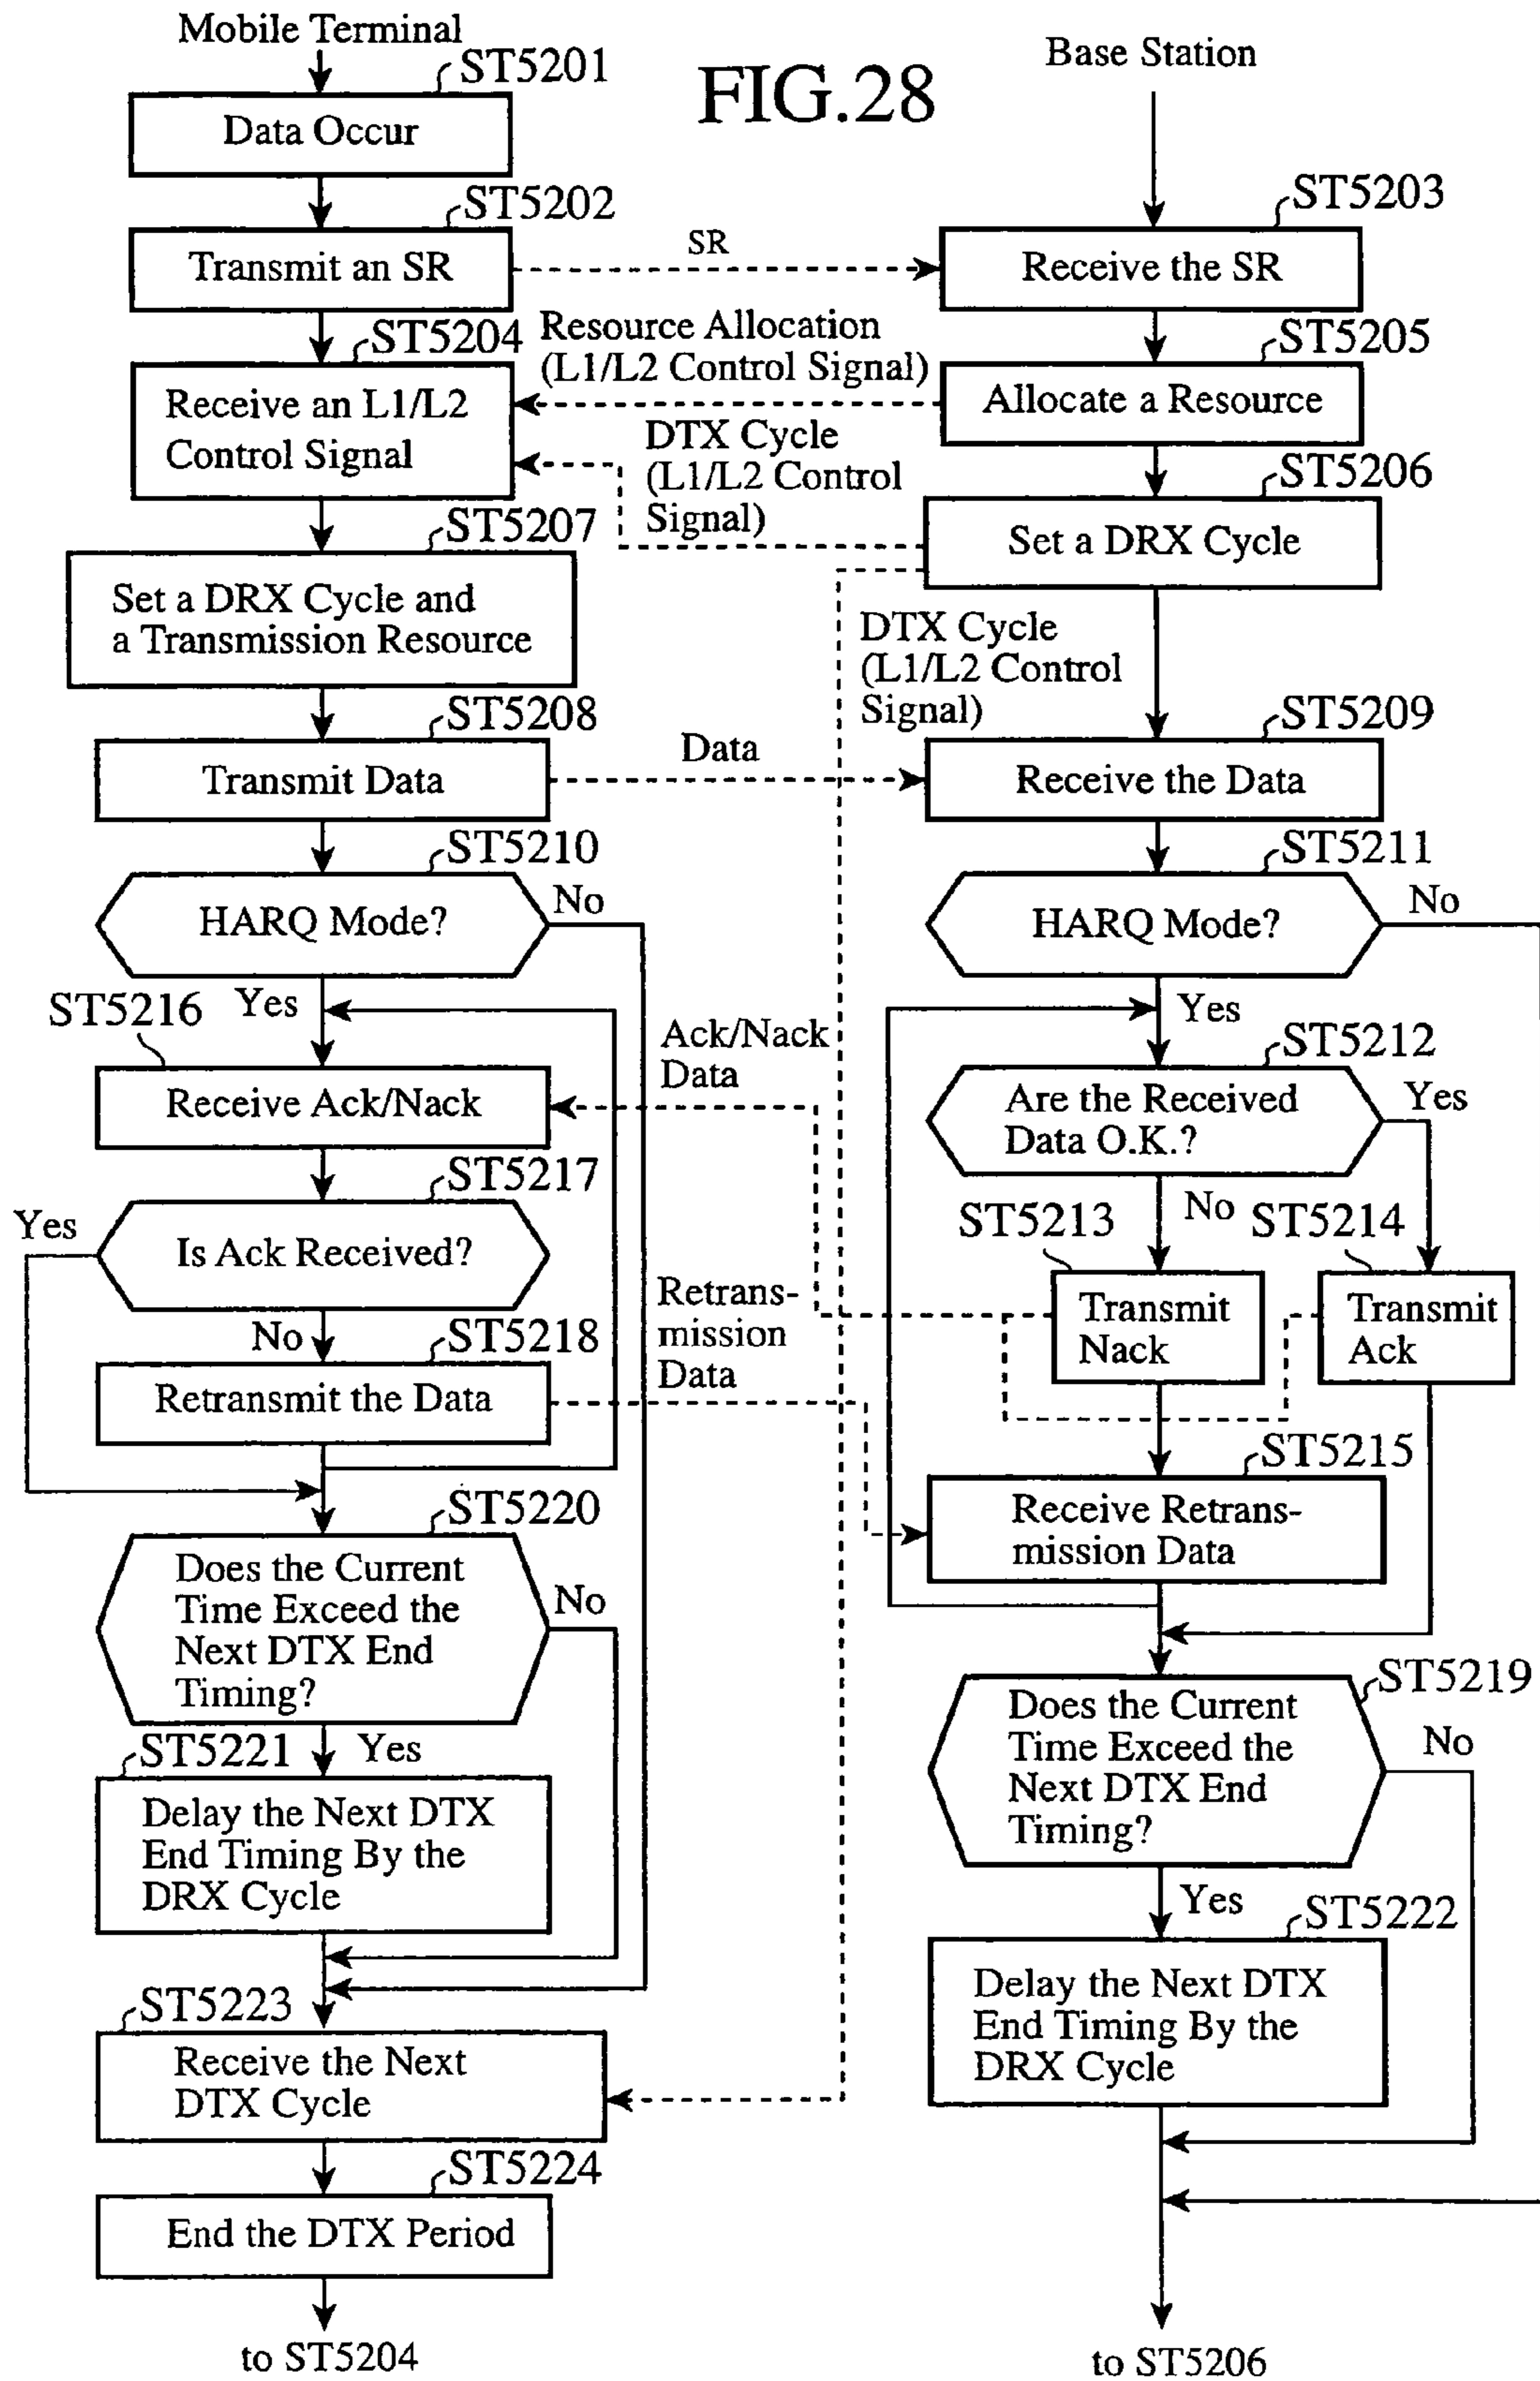 Mobile Terminal
Base Station
FIG.28
ST5201
Data Occur
ST5202
Transmit an SR
SR
ST5203
Receive the SR
ST5204
Receive an L1/L2
Control Signal
Resource Allocation
(L1/L2 Control Signal)
ST5205
Allocate a Resource
DTX Cycle
(L1/L2 Control
Signal)
ST5206
Set a DRX Cycle
ST5207
Set a DRX Cycle and
a Transmission Resource
DTX Cycle
(L1/L2 Control
Signal)
ST5208
Transmit Data
Data
ST5209
Receive the Data
ST5210
HARQ Mode?
No
Yes
ST5211
HARQ Mode?
No
Yes
ST5216
Receive Ack/Nack
Ack/Nack
Data
ST5212
Are the Received
Data O.K.?
Yes
No
ST5217
Is Ack Received?
Yes
No
ST5213
Transmit
Nack
ST5214
Transmit
Ack
ST5218
Retransmit the Data
Retrans-
mission
Data
ST5215
Receive Retrans-
mission Data
ST5220
Does the Current
Time Exceed the
Next DTX End
Timing?
No
Yes
ST5219
Does the Current
Time Exceed the
Next DTX End
Timing?
No
Yes
ST5221
Delay the Next DTX
End Timing By the
DRX Cycle
ST5222
Delay the Next DTX
End Timing By the
DRX Cycle
ST5223
Receive the Next
DTX Cycle
ST5224
End the DTX Period
to ST5204
to ST5206